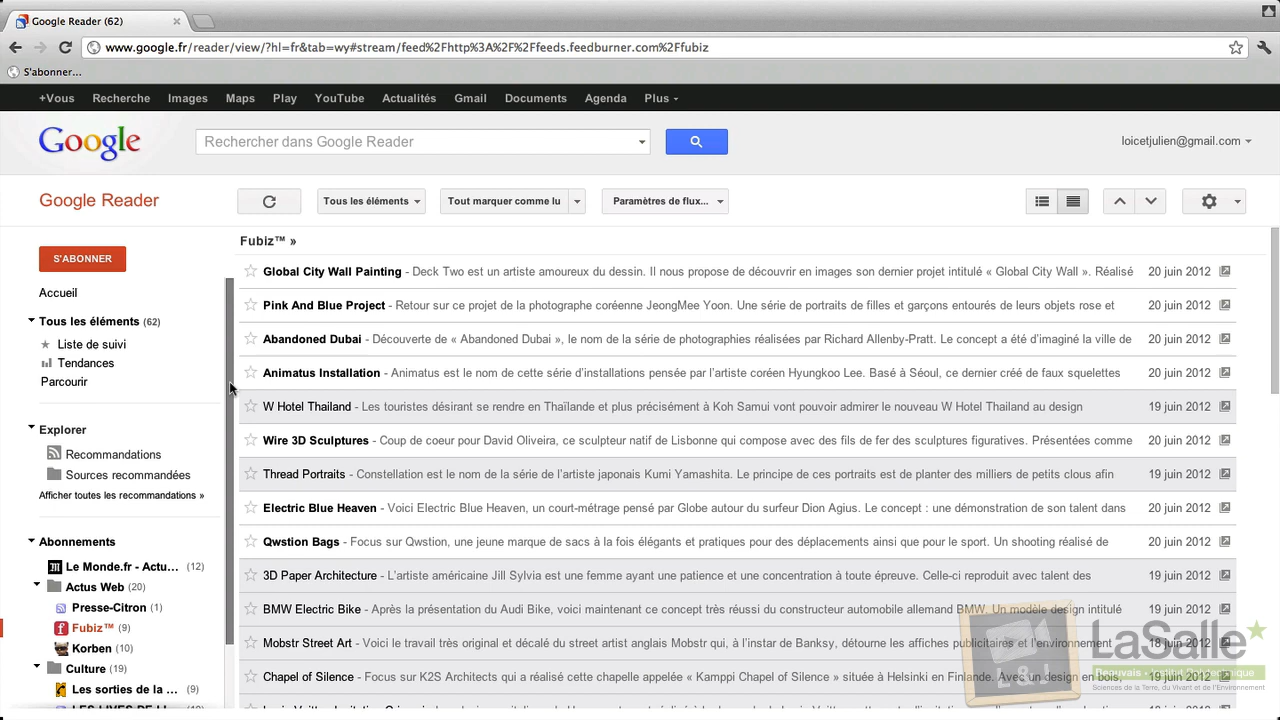 Google Reader (62)
www.google.fr/reader/view/?hl=fr&tab=wy#stream/feed%2Fhttp%3A%2F%2Ffeeds.feedburner.com%2Ffubiz
S'abonner...
+Vous Recherche Images Maps Play YouTube Actualités Gmail Documents Agenda Plus
Google Rechercher dans Google Reader loicetjulien@gmail.com
Google Reader Tous les éléments Tout marquer comme lu Paramètres de flux...
Fubiz™ »
S'ABONNER
Accueil
Tous les éléments (62)
Liste de suivi
Tendances
Parcourir
Explorer
Recommandations
Sources recommandées
Afficher toutes les recommandations »
Abonnements
Le Monde.fr - Actu... (12)
Actus Web (20)
Presse-Citron (1)
Fubiz™ (9)
Korben (10)
Culture (19)
Les sorties de la ... (9)
Global City Wall Painting - Deck Two est un artiste amoureux du dessin. Il nous propose de découvrir en images son dernier projet intitulé « Global City Wall ». Réalisé 20 juin 2012
Pink And Blue Project - Retour sur ce projet de la photographe coréenne JeongMee Yoon. Une série de portraits de filles et garçons entourés de leurs objets rose et 20 juin 2012
Abandoned Dubai - Découverte de « Abandoned Dubai », le nom de la série de photographies réalisées par Richard Allenby-Pratt. Le concept a été d'imaginé la ville de 20 juin 2012
Animatus Installation - Animatus est le nom de cette série d'installations pensée par l'artiste coréen Hyungkoo Lee. Basé à Séoul, ce dernier créé de faux squelettes 20 juin 2012
W Hotel Thailand - Les touristes désirant se rendre en Thaïlande et plus précisément à Koh Samui vont pouvoir admirer le nouveau W Hotel Thailand au design 19 juin 2012
Wire 3D Sculptures - Coup de coeur pour David Oliveira, ce sculpteur natif de Lisbonne qui compose avec des fils de fer des sculptures figuratives. Présentées comme 20 juin 2012
Thread Portraits - Constellation est le nom de la série de l'artiste japonais Kumi Yamashita. Le principe de ces portraits est de planter des milliers de petits clous afin 19 juin 2012
Electric Blue Heaven - Voici Electric Blue Heaven, un court-métrage pensé par Globe autour du surfeur Dion Agius. Le concept : une démonstration de son talent dans 20 juin 2012
Qwstion Bags - Focus sur Qwstion, une jeune marque de sacs à la fois élégants et pratiques pour des déplacements ainsi que pour le sport. Un shooting réalisé de 20 juin 2012
3D Paper Architecture - L'artiste américaine Jill Sylvia est une femme ayant une patience et une concentration à toute épreuve. Celle-ci reproduit avec talent des 19 juin 2012
BMW Electric Bike - Après la présentation du Audi Bike, voici maintenant ce concept très réussi du constructeur automobile allemand BMW. Un modèle design intitulé 19 juin 2012
Mobstr Street Art - Voici le travail très original et décalé du street artist anglais Mobstr qui, à l'instar de Banksy, détourne les affiches publicitaires et l'environnement 18 juin 2012
Chapel of Silence - Focus sur K2S Architects qui a réalisé cette chapelle appelée « Kamppi Chapel of Silence » située à Helsinki en Finlande. Avec un design en bois 19 juin 2012
L&J
LaSalle
Beauvais - Institut Polytechnique
Sciences de la Terre, du Vivant et de l'Environnement